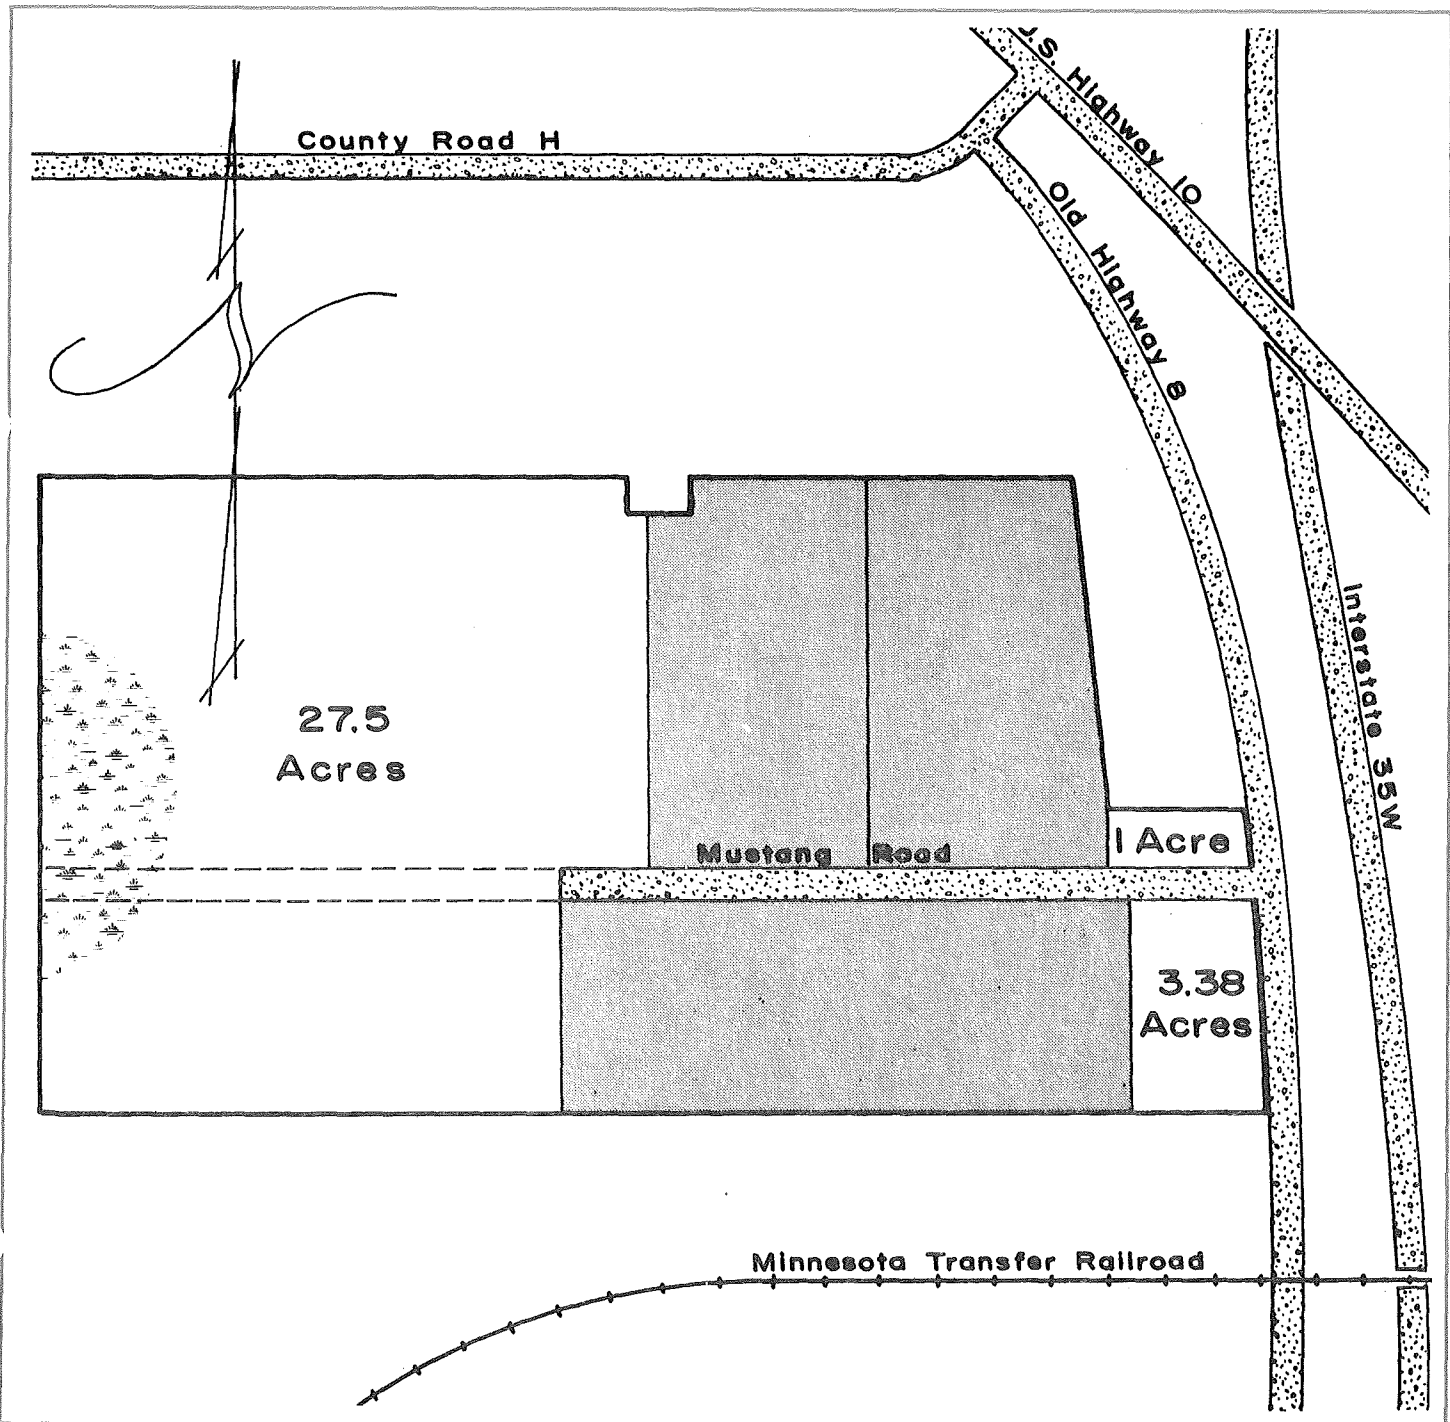 U.S. Highway 10
County Road H
Old Highway 8
Interstate 35W
27.5
Acres
1 Acre
Mustang Road
3.38
Acres
Minnesota Transfer Railroad